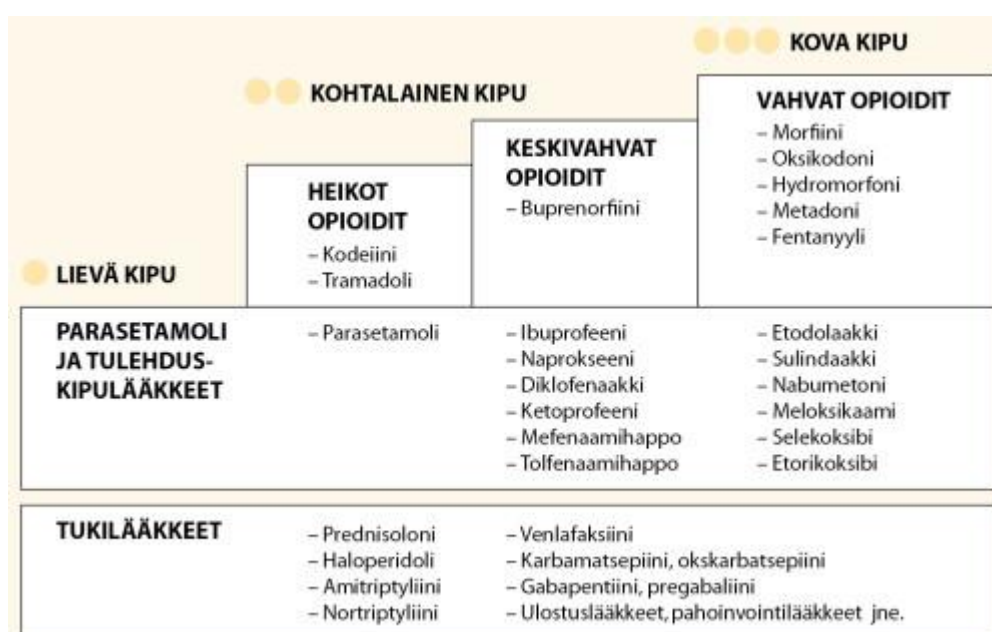 KOVA KIPU
KOHTALAINEN KIPU
VAHVAT OPIOIDIT
– Morfiini
– Oksikodoni
– Hydromorfoni
– Metadoni
– Fentanyyli
KESKIVAHVAT
OPIOIDIT
– Buprenorfiini
HEIKOT
OPIOIDIT
– Kodeiini
– Tramadoli
LIEVÄ KIPU
PARASETAMOLI
JA TULEHDUS-
KIPULÄÄKKEET
– Parasetamoli
– Ibuprofeeni
– Naprokseeni
– Diklofenaakki
– Ketoprofeeni
– Mefenaamihappo
– Tolfenaamihappo
– Etodolaakki
– Sulindaakki
– Nabumetoni
– Meloksikaami
– Selekoksibi
– Etorikoksibi
TUKILÄÄKKEET
– Prednisoloni
– Haloperidoli
– Amitriptyliini
– Nortriptyliini
– Venlafaksiini
– Karbamatsepiini, okskarbatsepiini
– Gabapentiini, pregabaliini
– Ulostuslääkkeet, pahoinvointilääkkeet jne.